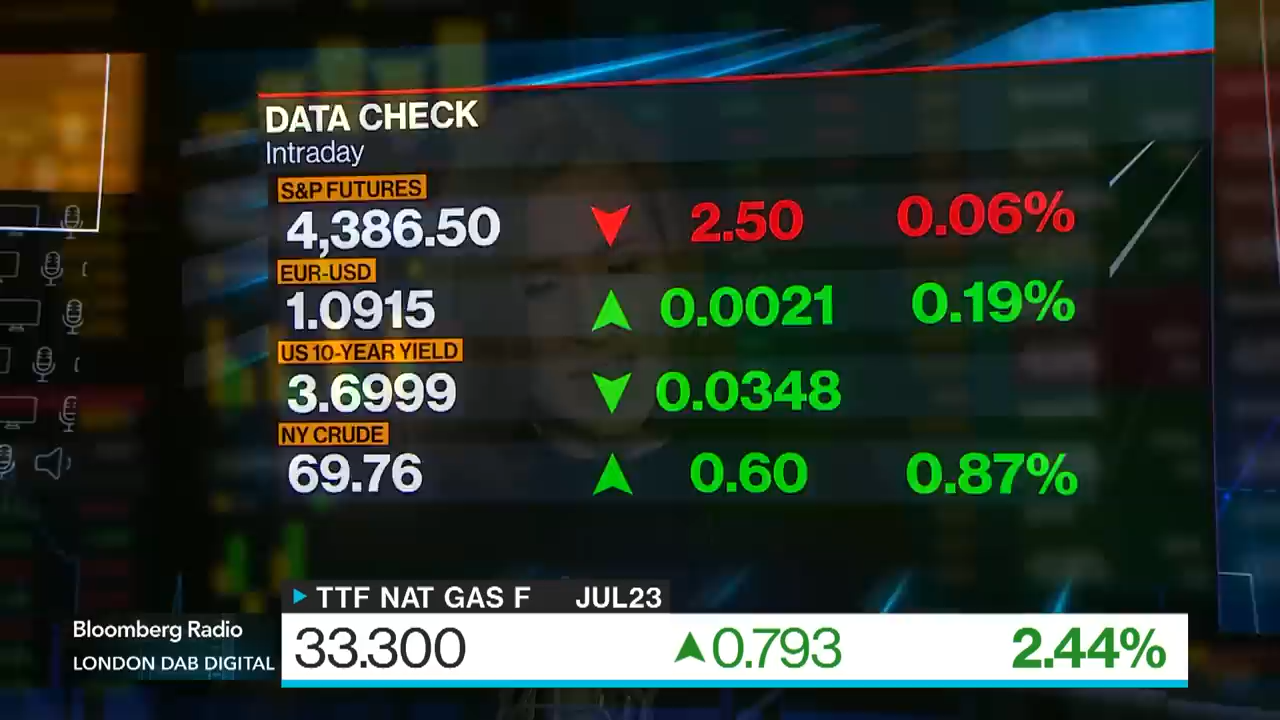 DATA CHECK
Intraday
S&P FUTURES
4,386.50 ▼ 2.50 0.06%
EUR-USD
1.0915 ▲ 0.0021 0.19%
US 10-YEAR YIELD
3.6999 ▼ 0.0348
NY CRUDE
69.76 ▲ 0.60 0.87%
▶ TTF NAT GAS F JUL23
33.300 ▲0.793 2.44%
Bloomberg Radio
LONDON DAB DIGITAL